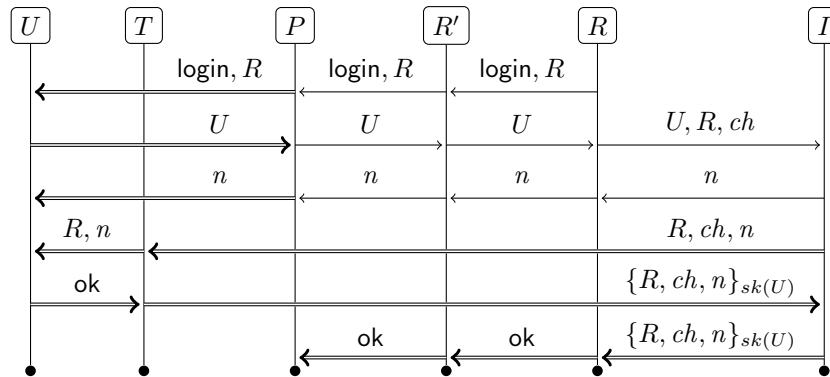 U T P R′ R I
login, R login, R login, R
U U U U, R, ch
n n n n
R, n R, ch, n
ok {R, ch, n}sk(U)
ok ok {R, ch, n}sk(U)